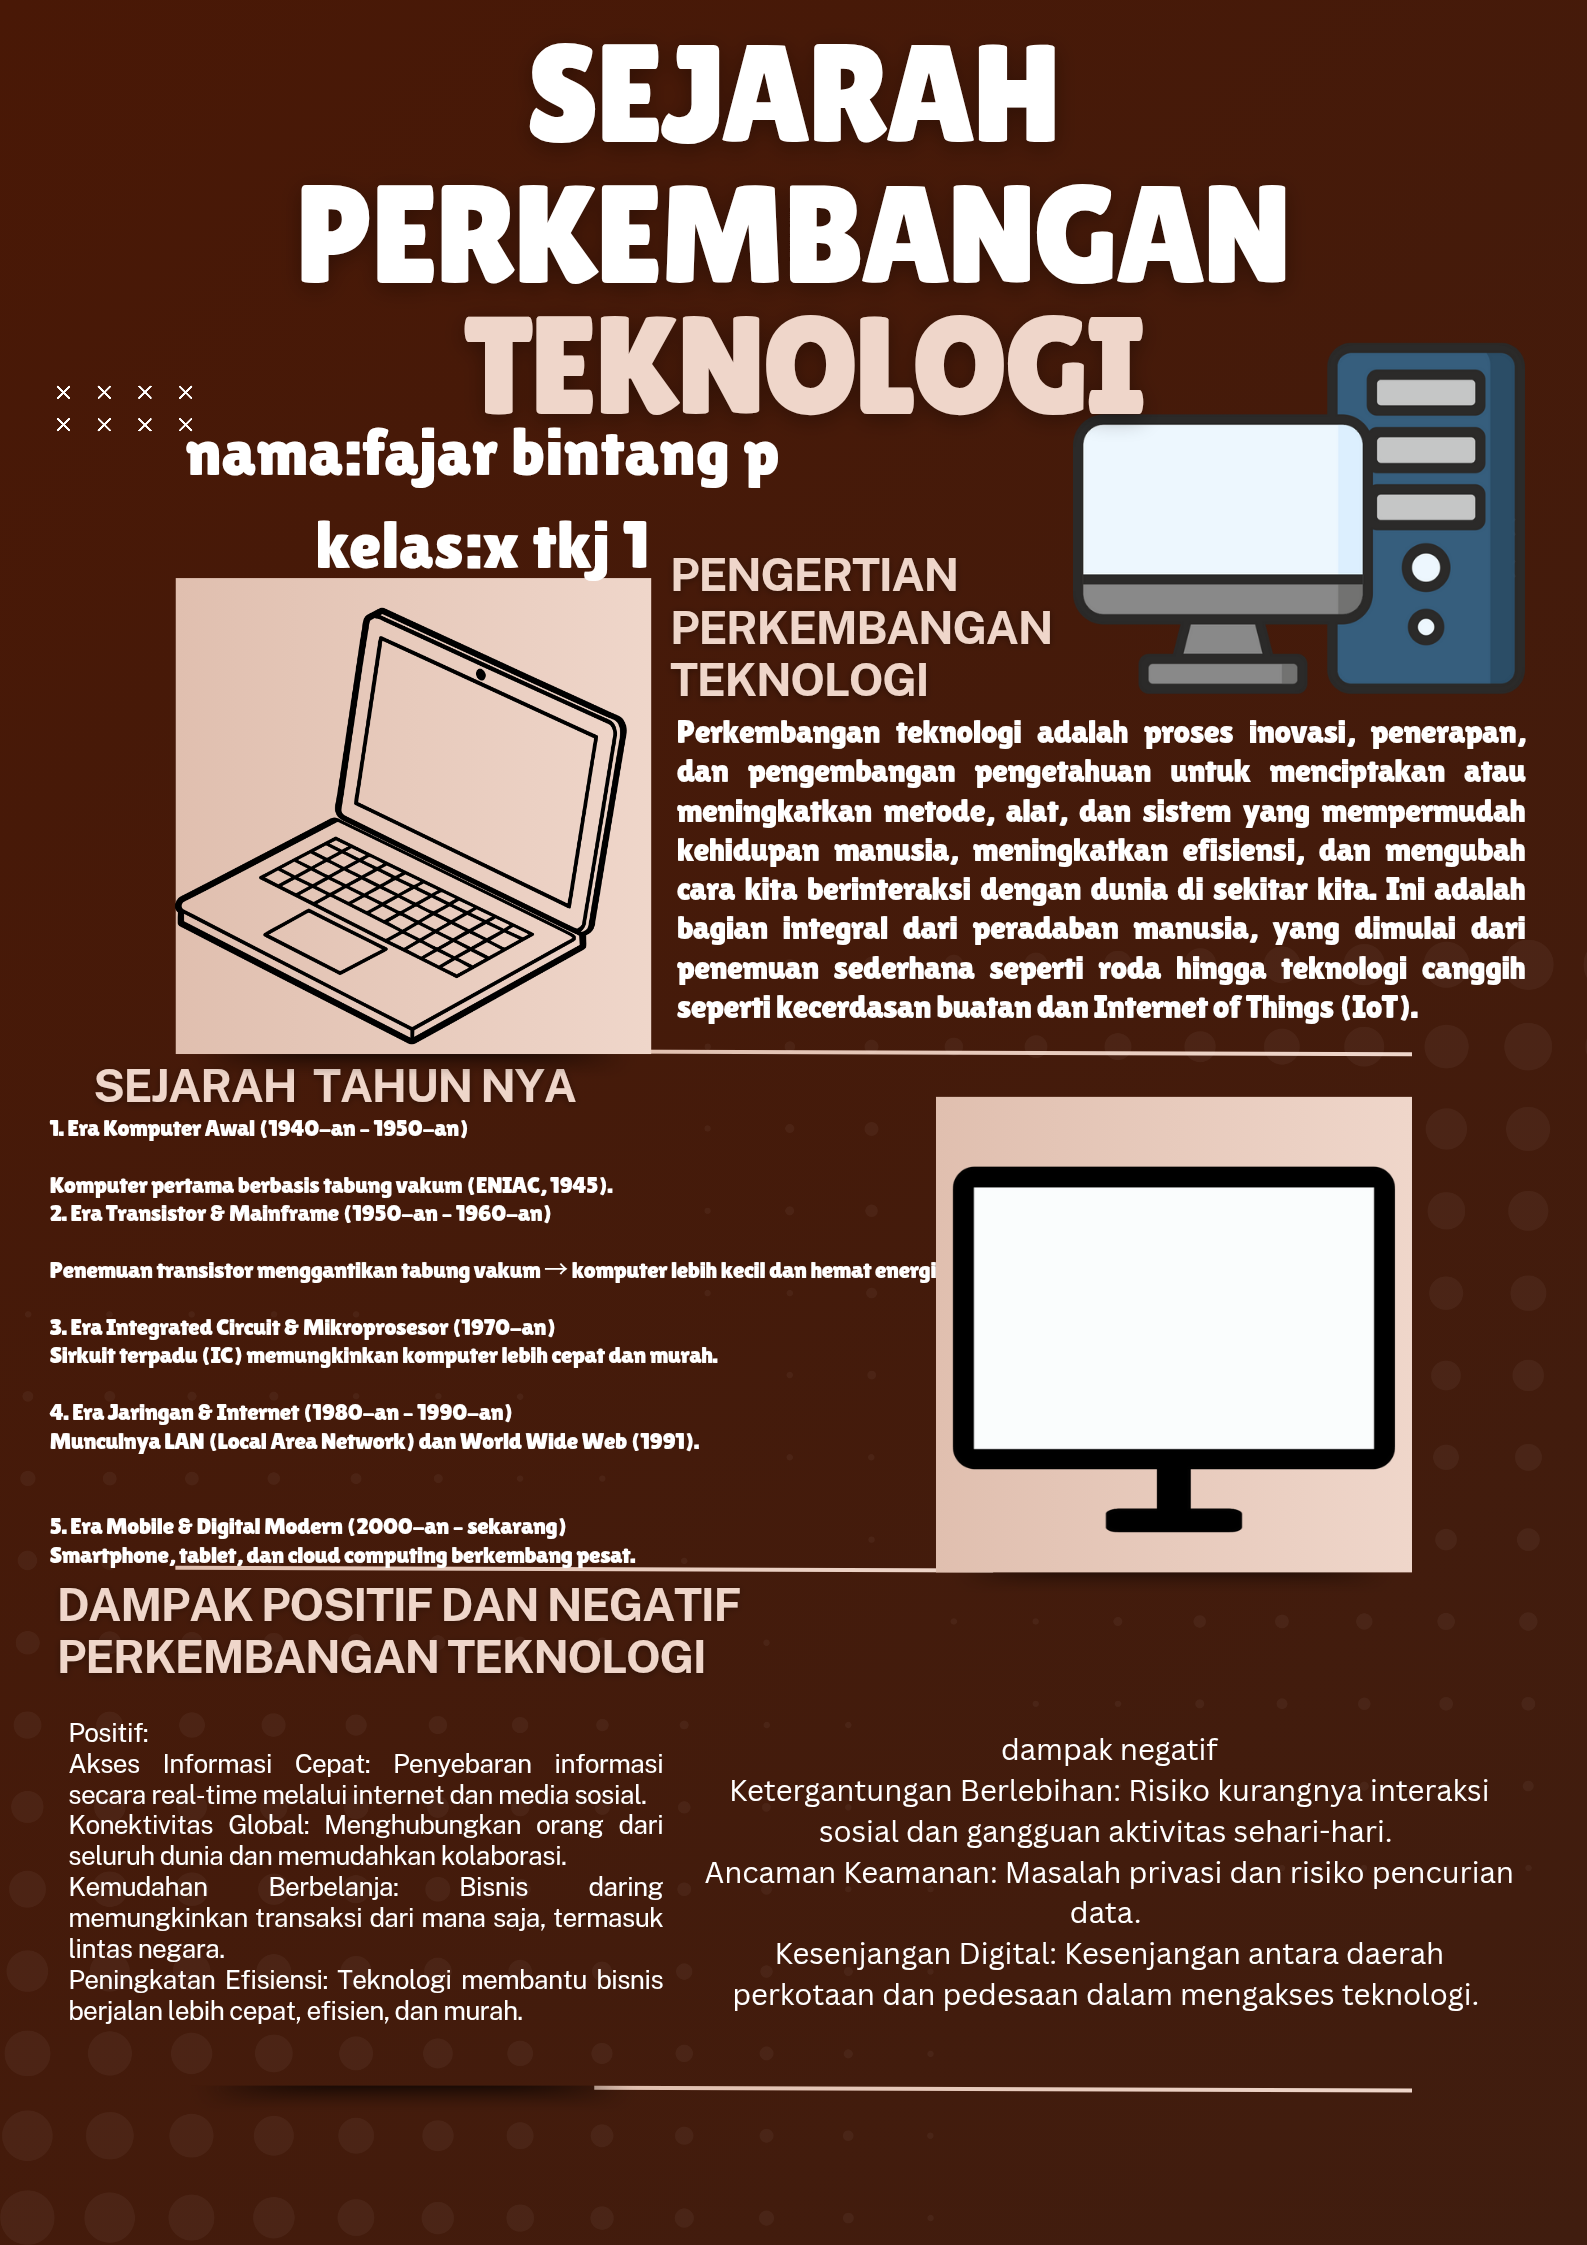 SEJARAH
PERKEMBANGAN
TEKNOLOGI
nama:fajar bintang p
kelas:x tkj 1
PENGERTIAN
PERKEMBANGAN
TEKNOLOGI
Perkembangan teknologi adalah proses inovasi, penerapan,
dan pengembangan pengetahuan untuk menciptakan atau
meningkatkan metode, alat, dan sistem yang mempermudah
kehidupan manusia, meningkatkan efisiensi, dan mengubah
cara kita berinteraksi dengan dunia di sekitar kita. Ini adalah
bagian integral dari peradaban manusia, yang dimulai dari
penemuan sederhana seperti roda hingga teknologi canggih
seperti kecerdasan buatan dan Internet of Things (IoT).
SEJARAH TAHUN NYA
1. Era Komputer Awal (1940-an – 1950-an)
Komputer pertama berbasis tabung vakum (ENIAC, 1945).
2. Era Transistor & Mainframe (1950-an – 1960-an)
Penemuan transistor menggantikan tabung vakum → komputer lebih kecil dan hemat energi
3. Era Integrated Circuit & Mikroprosesor (1970-an)
Sirkuit terpadu (IC) memungkinkan komputer lebih cepat dan murah.
4. Era Jaringan & Internet (1980-an – 1990-an)
Munculnya LAN (Local Area Network) dan World Wide Web (1991).
5. Era Mobile & Digital Modern (2000-an – sekarang)
Smartphone, tablet, dan cloud computing berkembang pesat.
DAMPAK POSITIF DAN NEGATIF
PERKEMBANGAN TEKNOLOGI
Positif:
Akses Informasi Cepat: Penyebaran informasi
secara real-time melalui internet dan media sosial.
Konektivitas Global: Menghubungkan orang dari
seluruh dunia dan memudahkan kolaborasi.
Kemudahan Berbelanja: Bisnis daring
memungkinkan transaksi dari mana saja, termasuk
lintas negara.
Peningkatan Efisiensi: Teknologi membantu bisnis
berjalan lebih cepat, efisien, dan murah.
dampak negatif
Ketergantungan Berlebihan: Risiko kurangnya interaksi
sosial dan gangguan aktivitas sehari-hari.
Ancaman Keamanan: Masalah privasi dan risiko pencurian
data.
Kesenjangan Digital: Kesenjangan antara daerah
perkotaan dan pedesaan dalam mengakses teknologi.